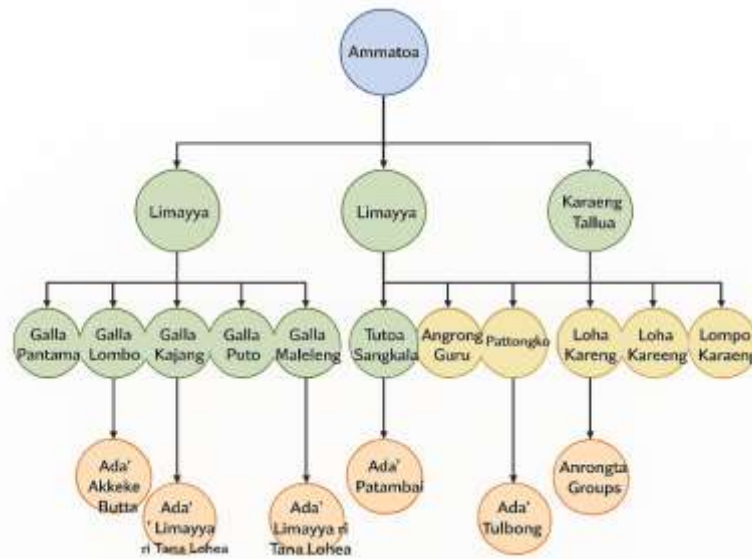 Ammatoa
Limayya
Limayya
Karaeng
Tallua
Galla
Pantama
Galla
Lombo
Galla
Kajang
Galla
Puto
Galla
Maleleng
Tutoa
Sangkala
Angrong
Guru
Pattongko
Loha
Kareng
Loha
Kareeng
Lompo
Karaeng
Ada'
Akkeke
Butta
Ada'
' Limayya
ri Tana Lohea
Ada'
Limayya ri
Tana Lohea
Ada'
Patambai
Ada'
Tulbong
Anrongta
Groups